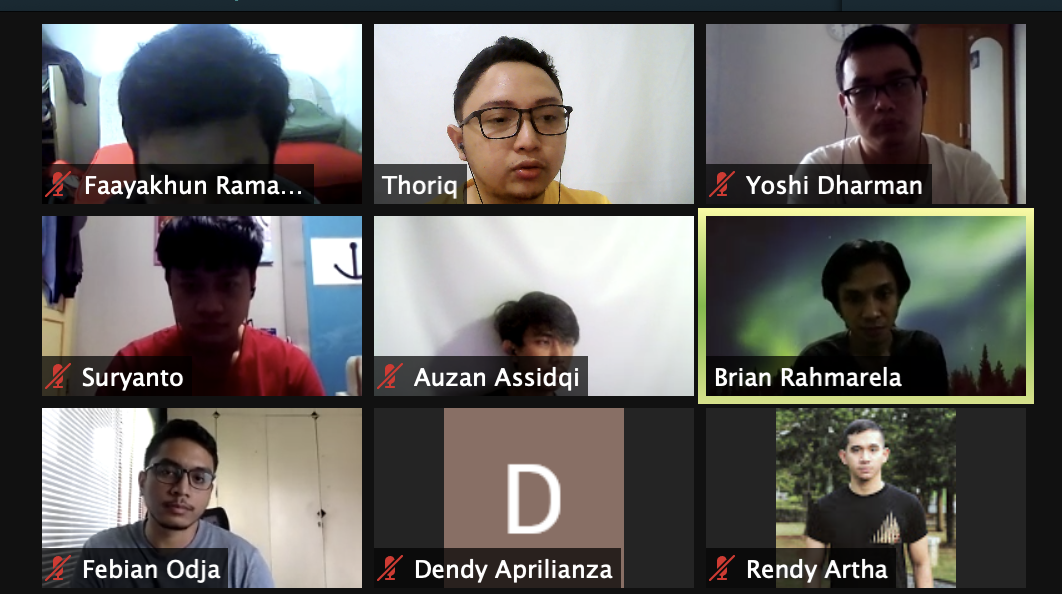 Faayakhun Rama...
Thoriq
Yoshi Dharman
Suryanto
Auzan Assidqi
Brian Rahmarela
Febian Odja
D
Dendy Aprilianza
Rendy Artha